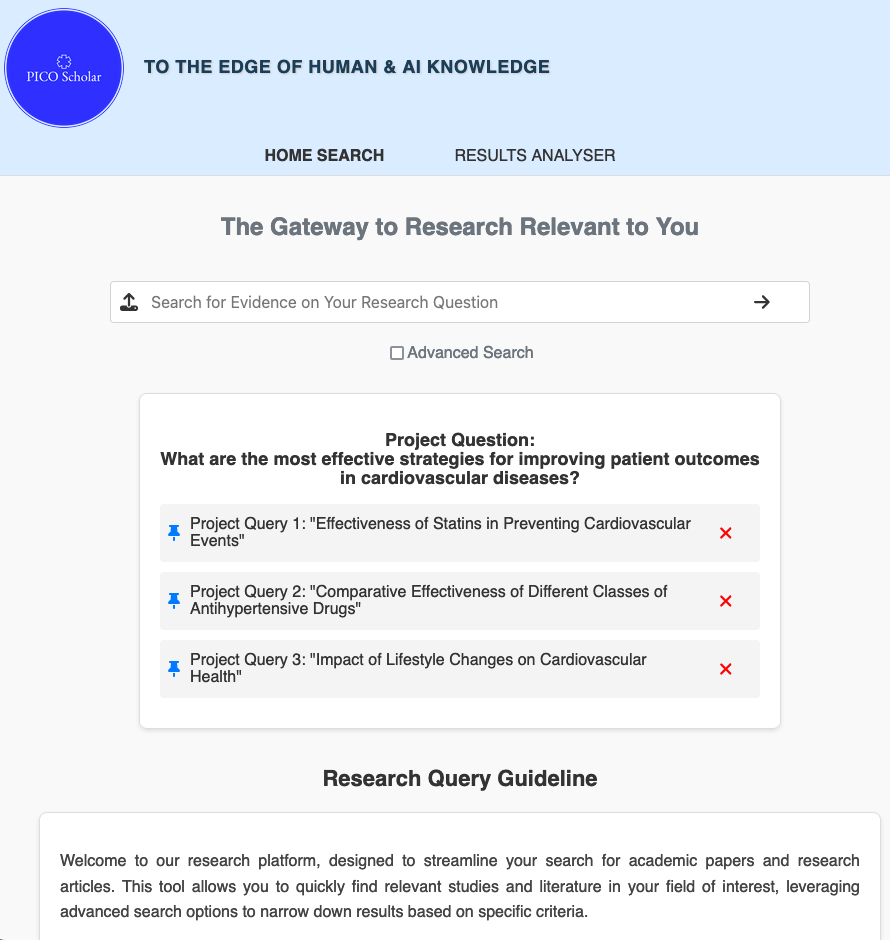 PICO Scholar
TO THE EDGE OF HUMAN & AI KNOWLEDGE
HOME SEARCH
RESULTS ANALYSER
The Gateway to Research Relevant to You
Search for Evidence on Your Research Question
Advanced Search
Project Question:
What are the most effective strategies for improving patient outcomes
in cardiovascular diseases?
Project Query 1: "Effectiveness of Statins in Preventing Cardiovascular
Events"
Project Query 2: "Comparative Effectiveness of Different Classes of
Antihypertensive Drugs"
Project Query 3: "Impact of Lifestyle Changes on Cardiovascular
Health"
Research Query Guideline
Welcome to our research platform, designed to streamline your search for academic papers and research
articles. This tool allows you to quickly find relevant studies and literature in your field of interest, leveraging
advanced search options to narrow down results based on specific criteria.